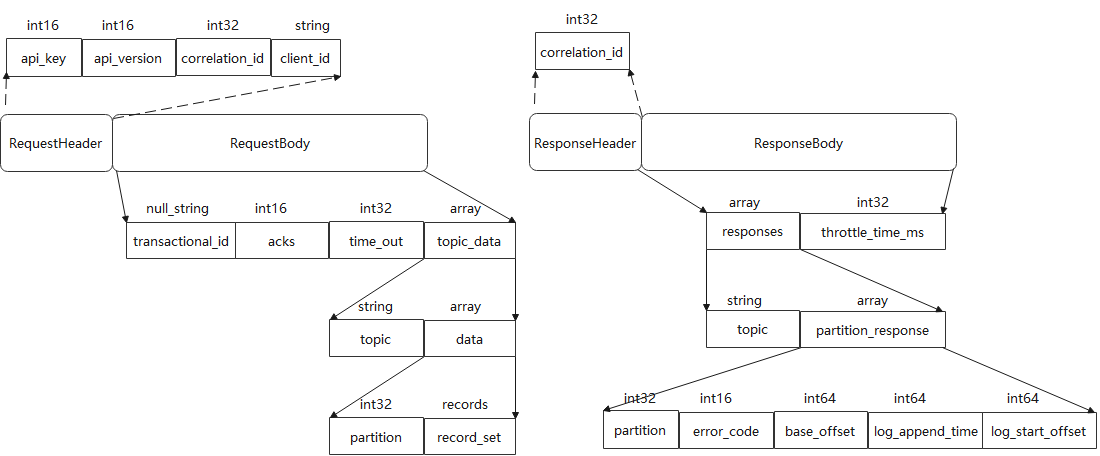 int16 int16 int32 string
api_key api_version correlation_id client_id
RequestHeader RequestBody
null_string int16 int32 array
transactional_id acks time_out topic_data
string array
topic data
int32 records
partition record_set
int32
correlation_id
ResponseHeader ResponseBody
array int32
responses throttle_time_ms
string array
topic partition_response
int32 int16 int64 int64 int64
partition error_code base_offset log_append_time log_start_offset